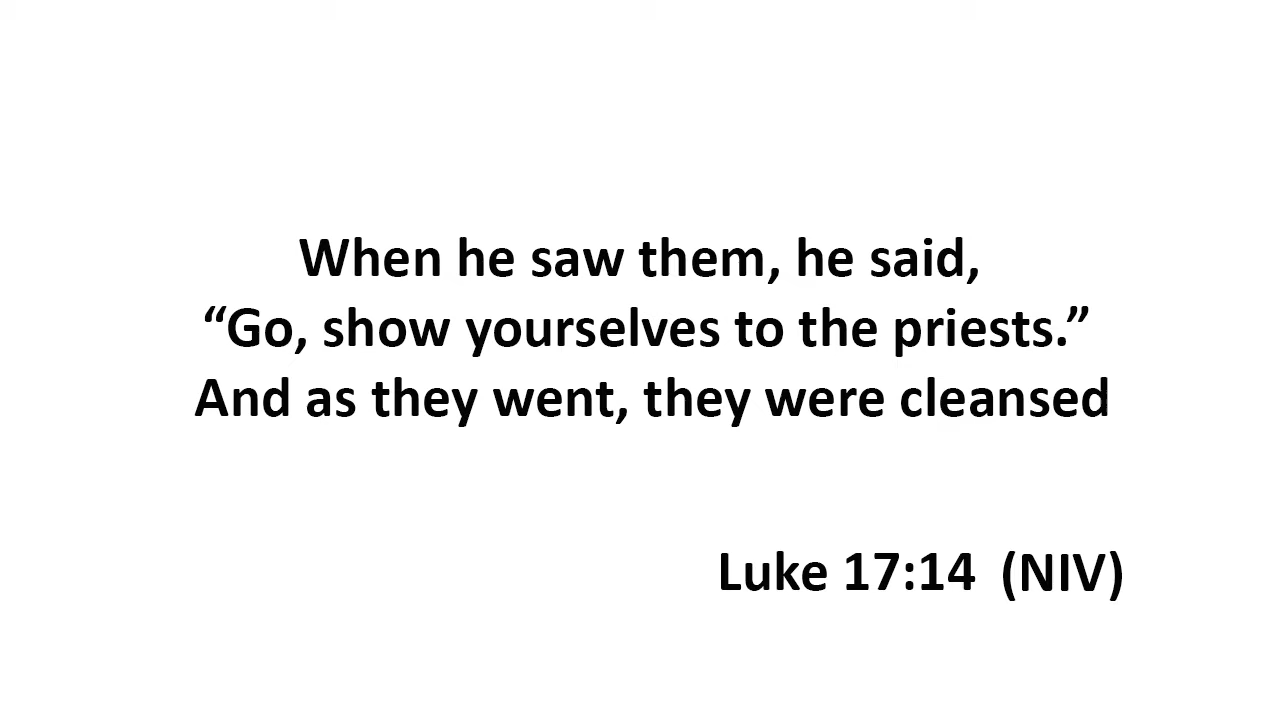 When he saw them, he said,
“Go, show yourselves to the priests.”
And as they went, they were cleansed
Luke 17:14  (NIV)